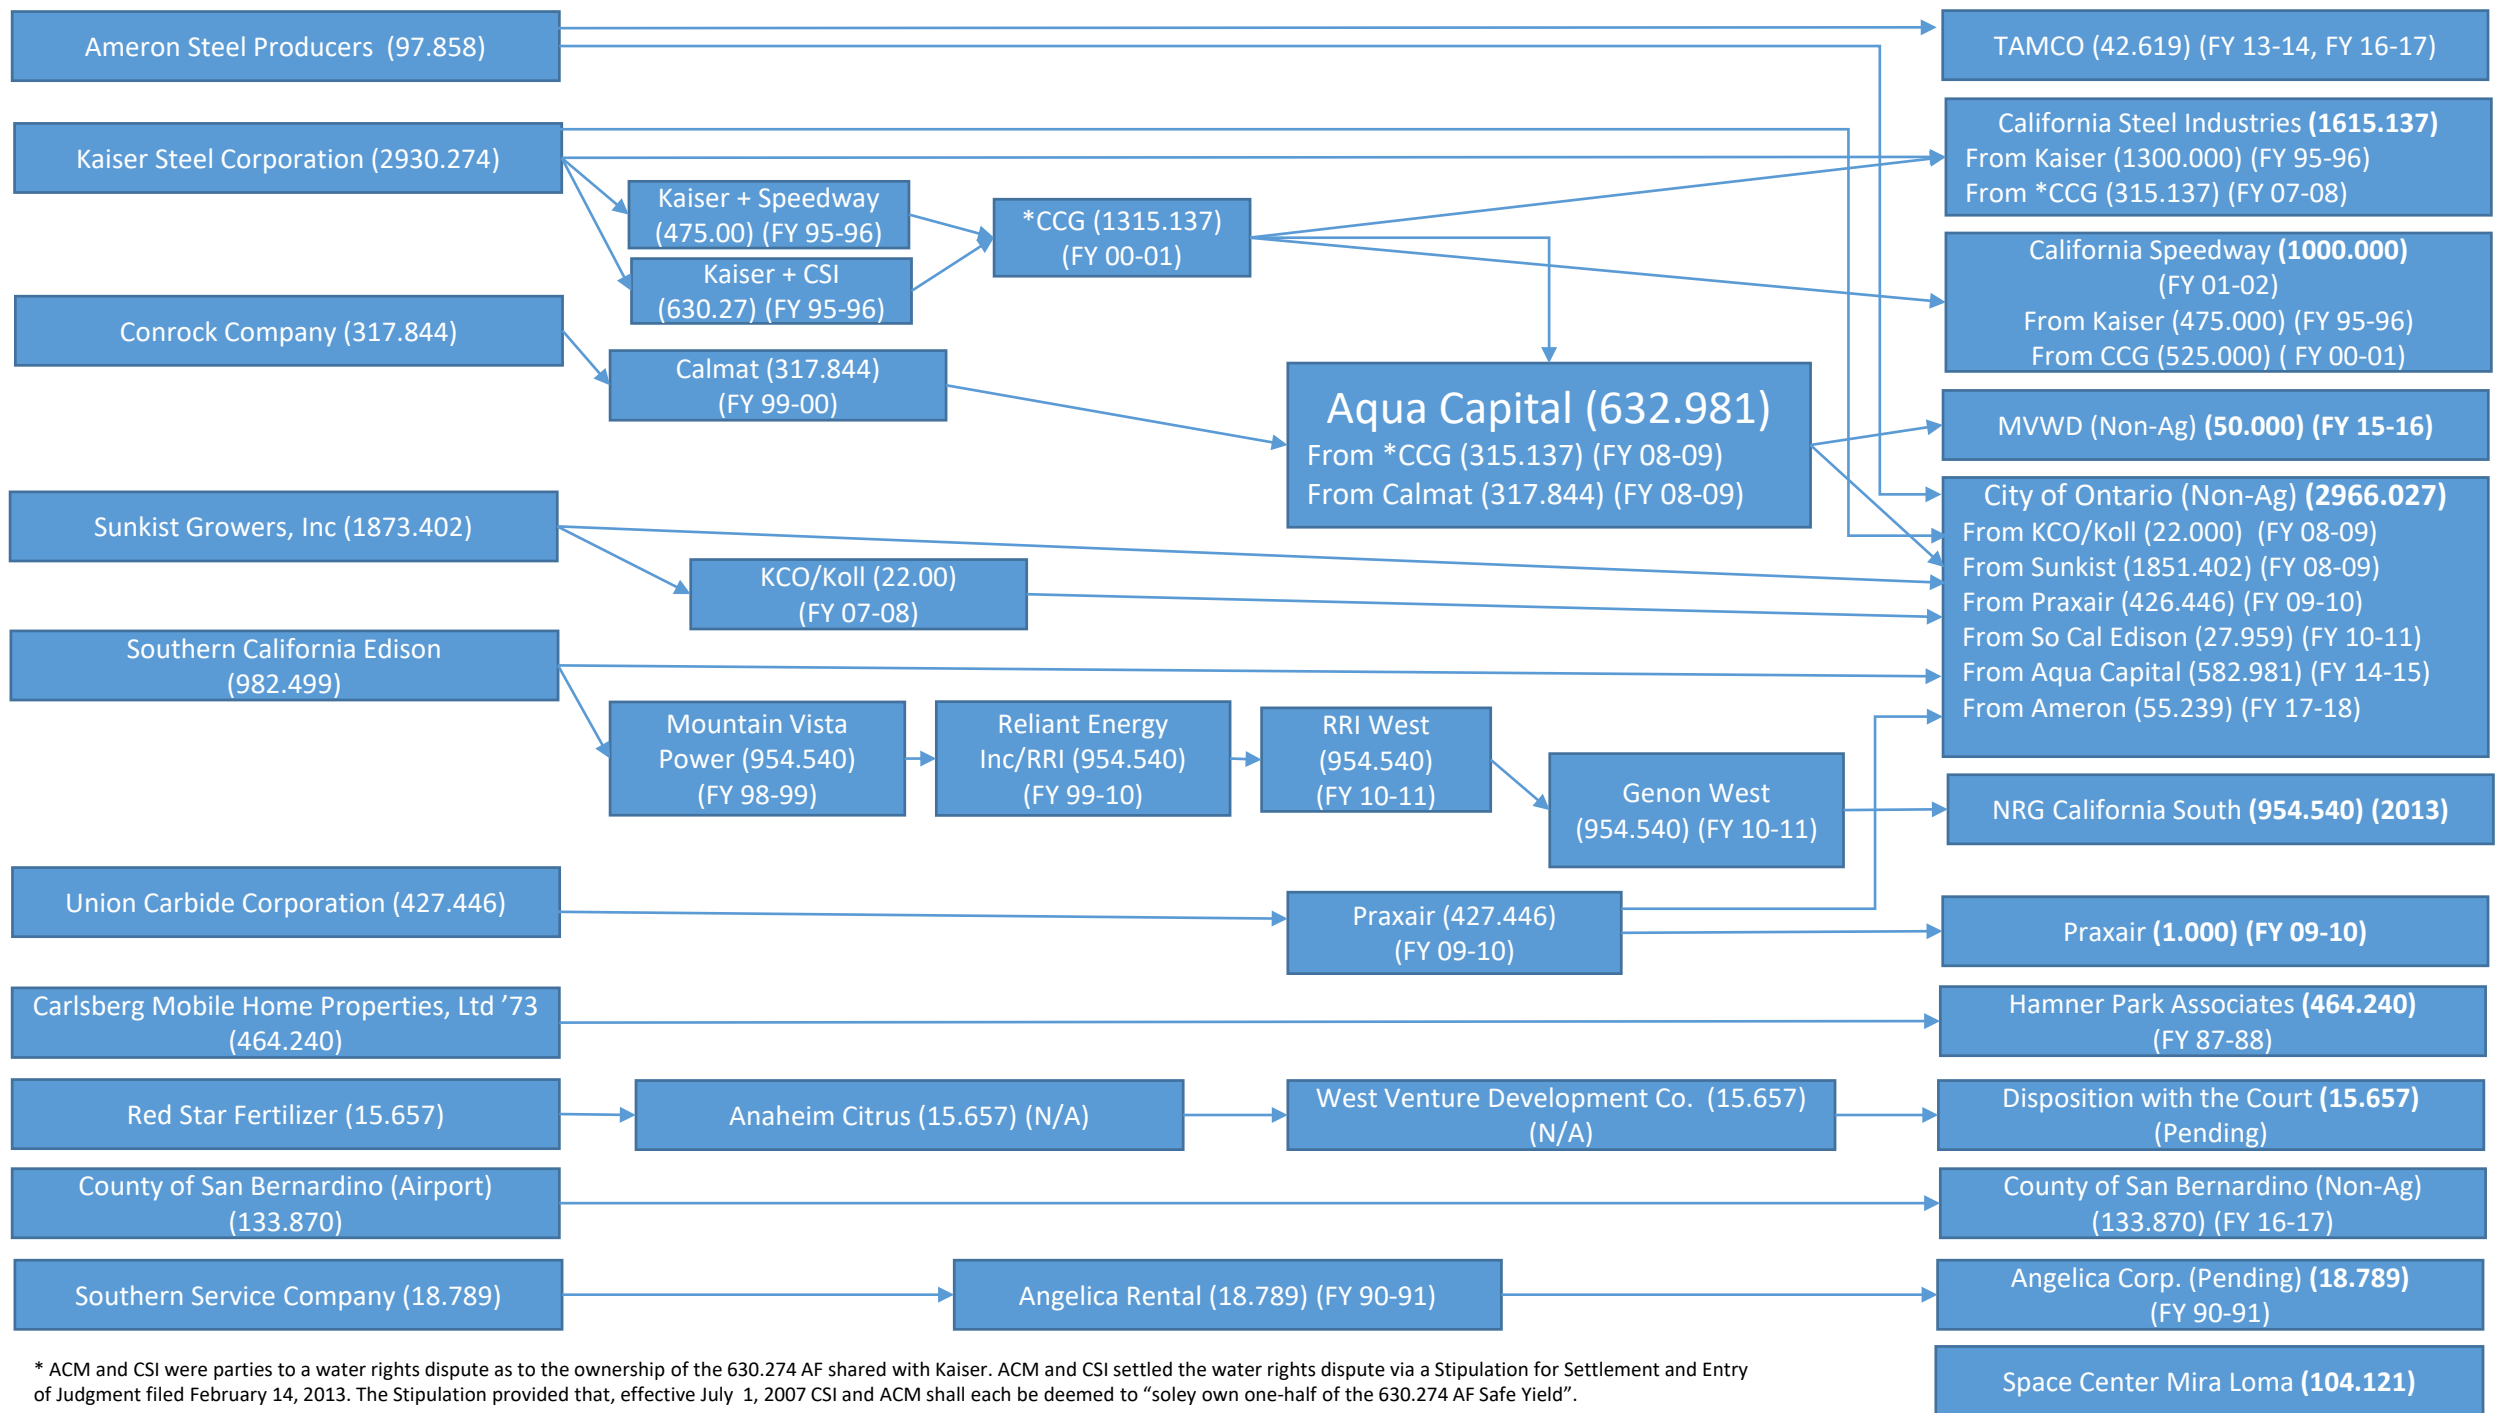 Ameron Steel Producers (97.858)
TAMCO (42.619) (FY 13-14, FY 16-17)
Kaiser Steel Corporation (2930.274)
Kaiser + Speedway
(475.00) (FY 95-96)
Kaiser + CSI
(630.27) (FY 95-96)
*CCG (1315.137)
(FY 00-01)
California Steel Industries (1615.137)
From Kaiser (1300.000) (FY 95-96)
From *CCG (315.137) (FY 07-08)
California Speedway (1000.000)
(FY 01-02)
From Kaiser (475.000) (FY 95-96)
From CCG (525.000) ( FY 00-01)
Conrock Company (317.844)
Calmat (317.844)
(FY 99-00)
Aqua Capital (632.981)
From *CCG (315.137) (FY 08-09)
From Calmat (317.844) (FY 08-09)
MVWD (Non-Ag) (50.000) (FY 15-16)
Sunkist Growers, Inc (1873.402)
KCO/Koll (22.00)
(FY 07-08)
City of Ontario (Non-Ag) (2966.027)
From KCO/Koll (22.000) (FY 08-09)
From Sunkist (1851.402) (FY 08-09)
From Praxair (426.446) (FY 09-10)
From So Cal Edison (27.959) (FY 10-11)
From Aqua Capital (582.981) (FY 14-15)
From Ameron (55.239) (FY 17-18)
Southern California Edison
(982.499)
Mountain Vista
Power (954.540)
(FY 98-99)
Reliant Energy
Inc/RRI (954.540)
(FY 99-10)
RRI West
(954.540)
(FY 10-11)
Genon West
(954.540) (FY 10-11)
NRG California South (954.540) (2013)
Union Carbide Corporation (427.446)
Praxair (427.446)
(FY 09-10)
Praxair (1.000) (FY 09-10)
Carlsberg Mobile Home Properties, Ltd ’73
(464.240)
Hamner Park Associates (464.240)
(FY 87-88)
Red Star Fertilizer (15.657)
Anaheim Citrus (15.657) (N/A)
West Venture Development Co. (15.657)
(N/A)
Disposition with the Court (15.657)
(Pending)
County of San Bernardino (Airport)
(133.870)
County of San Bernardino (Non-Ag)
(133.870) (FY 16-17)
Southern Service Company (18.789)
Angelica Rental (18.789) (FY 90-91)
Angelica Corp. (Pending) (18.789)
(FY 90-91)
* ACM and CSI were parties to a water rights dispute as to the ownership of the 630.274 AF shared with Kaiser. ACM and CSI settled the water rights dispute via a Stipulation for Settlement and Entry
of Judgment filed February 14, 2013. The Stipulation provided that, effective July 1, 2007 CSI and ACM shall each be deemed to “soley own one-half of the 630.274 AF Safe Yield”.
Space Center Mira Loma (104.121)